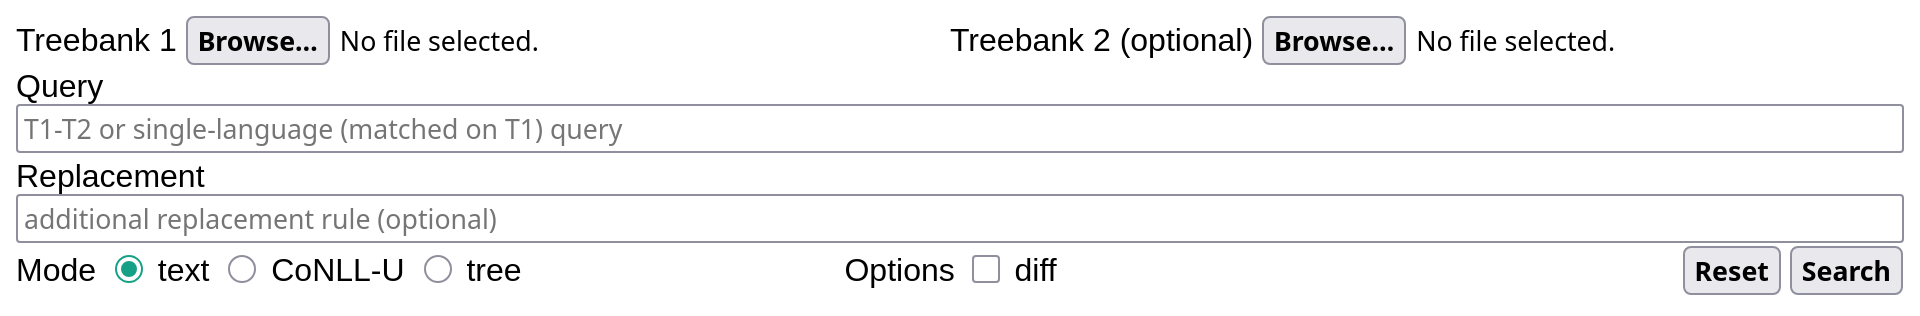 Treebank 1 Browse... No file selected. Treebank 2 (optional) Browse... No file selected.
Query
T1-T2 or single-language (matched on T1) query
Replacement
additional replacement rule (optional)
Mode text CoNLL-U tree Options diff Reset Search